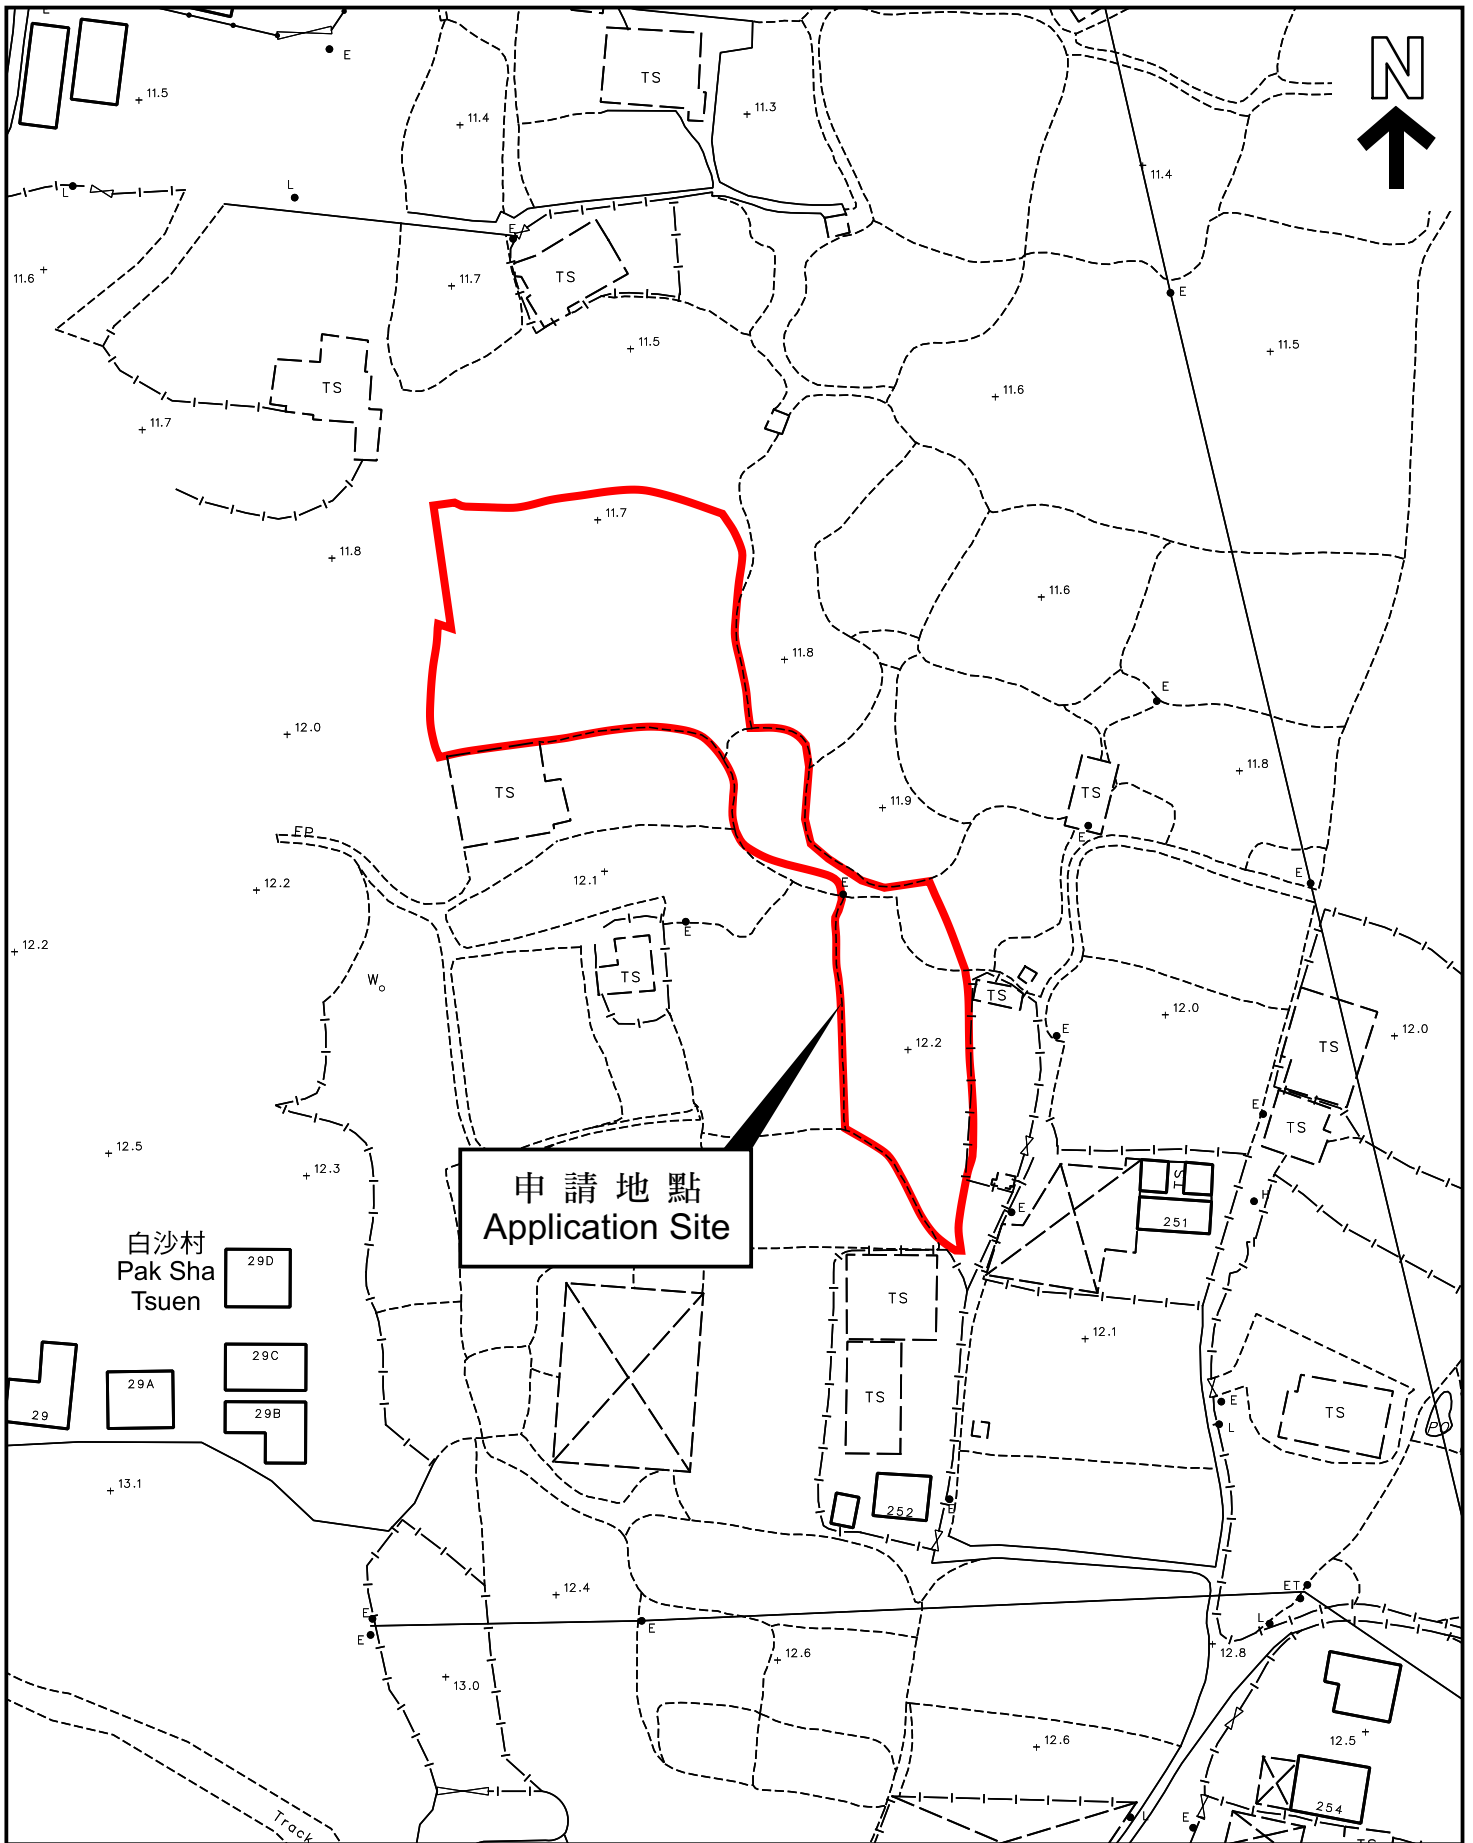 E
N
E
TS
11.5
11.4
11.3
11.4
L
L
E
E
11.6
11.7
TS
11.5
11.5
TS
11.6
11.7
11.7
11.8
11.6
11.8
E
12.0
11.8
TS
TS
11.9
E
FP
12.2
12.1
E
E
12.2
W
TS
TS
12.0
12.0
E
TS
12.2
E
TS
12.5
12.3
申請地點
Application Site
TS
E
H
251
白沙村
Pak Sha
Tsuen
29D
TS
12.1
29C
29A
29B
29
TS
E
L
TS
PO
13.1
252
E
12.4
ET
E
E
E
L
12.6
12.8
13.0
12.6
12.5
254
Track
L
E
TS